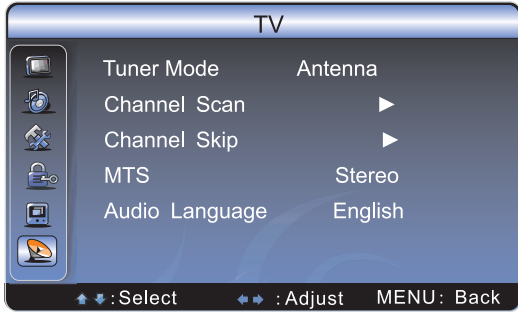 TV
Tuner Mode Antenna
Channel Scan ►
Channel Skip ►
MTS Stereo
Audio Language English
:Select :Adjust MENU: Back